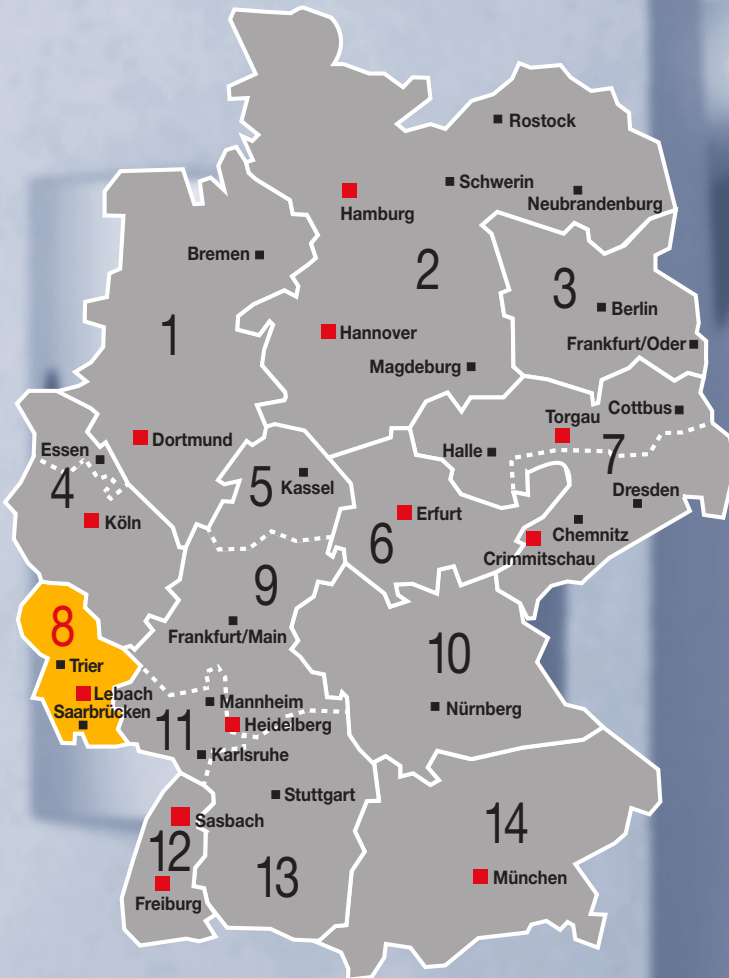 Rostock
Schwerin
Neubrandenburg
Hamburg
Bremen
2
3
Berlin
1
Hannover
Frankfurt/Oder
Magdeburg
Cottbus
Torgau
Dortmund
Essen
Halle
7
5
Kassel
4
Dresden
Köln
Erfurt
6
Chemnitz
Crimmitschau
9
8
Frankfurt/Main
10
Trier
Lebach
Mannheim
Saarbrücken
Nürnberg
11
Heidelberg
Karlsruhe
Stuttgart
Sasbach
14
12
13
München
Freiburg